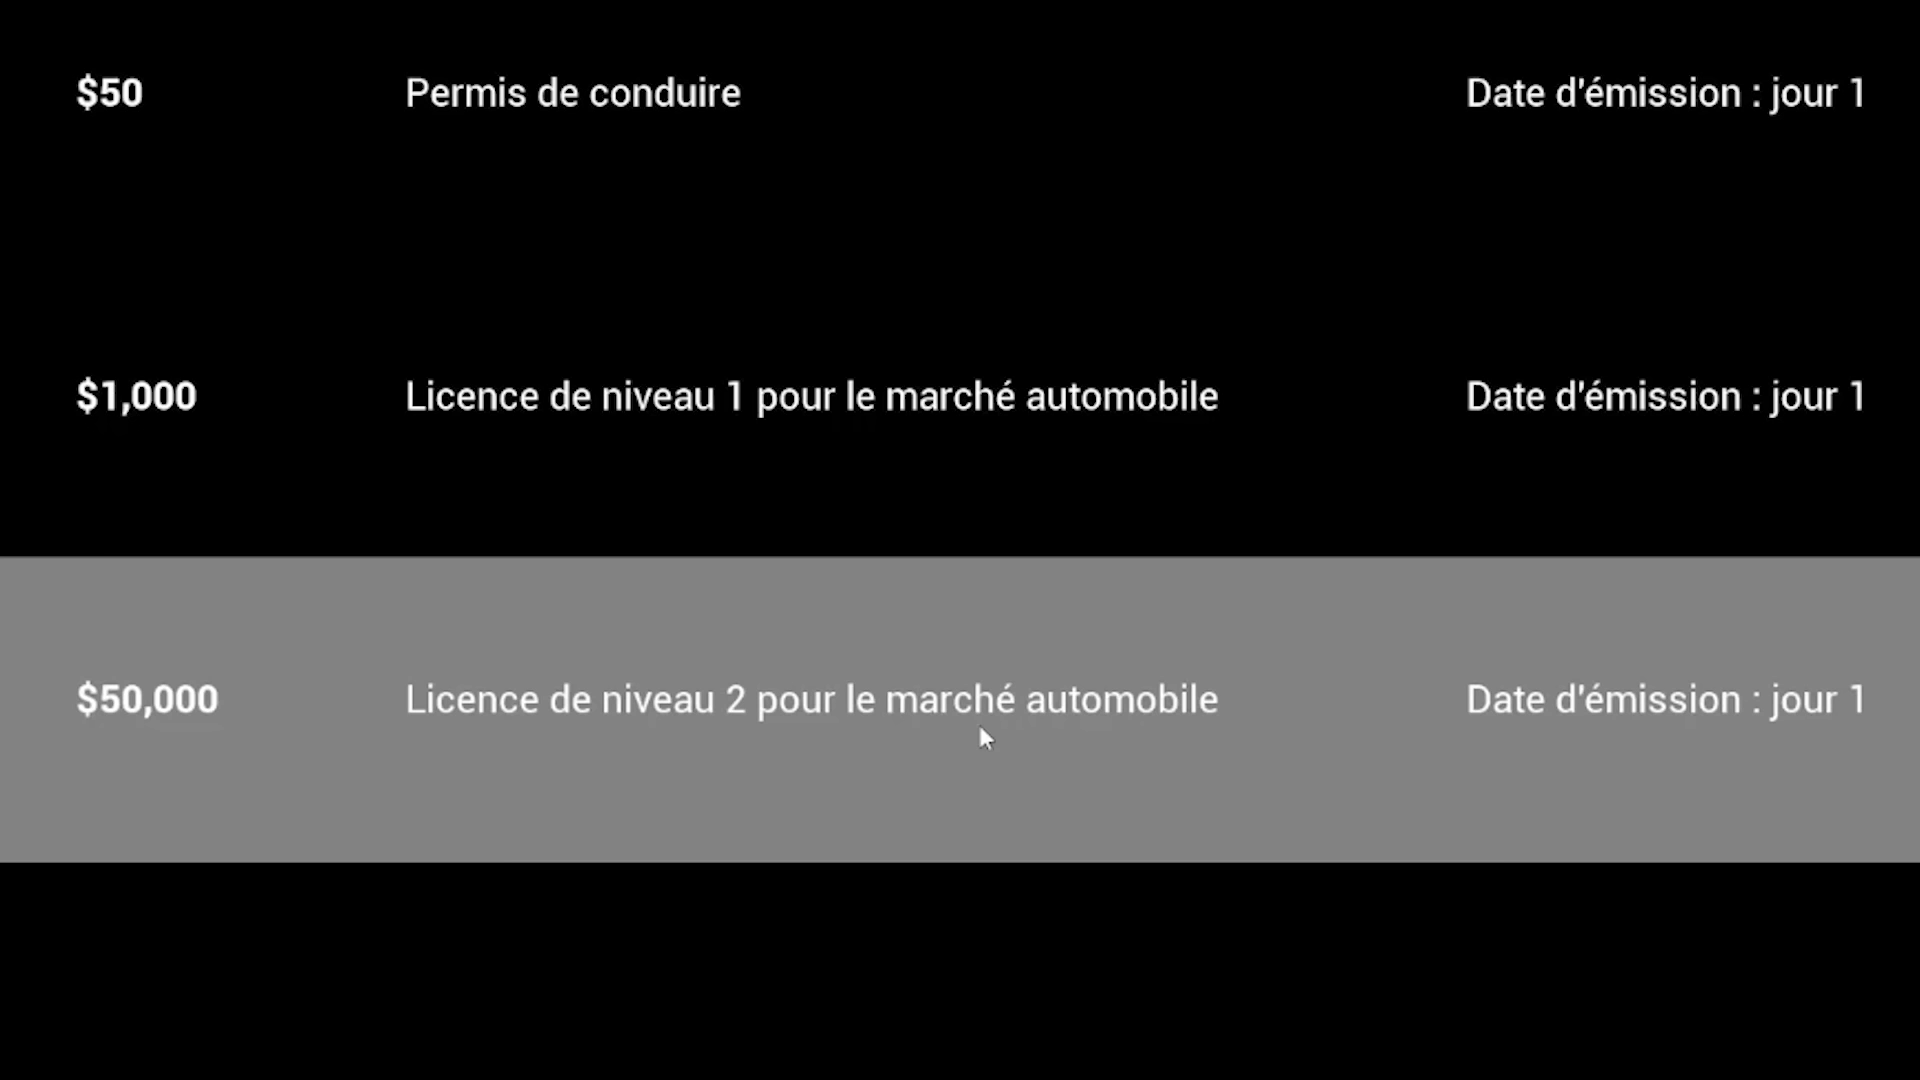 $50 Permis de conduire Date d'émission : jour 1
$1,000 Licence de niveau 1 pour le marché automobile Date d'émission : jour 1
$50,000 Licence de niveau 2 pour le marché automobile Date d'émission : jour 1